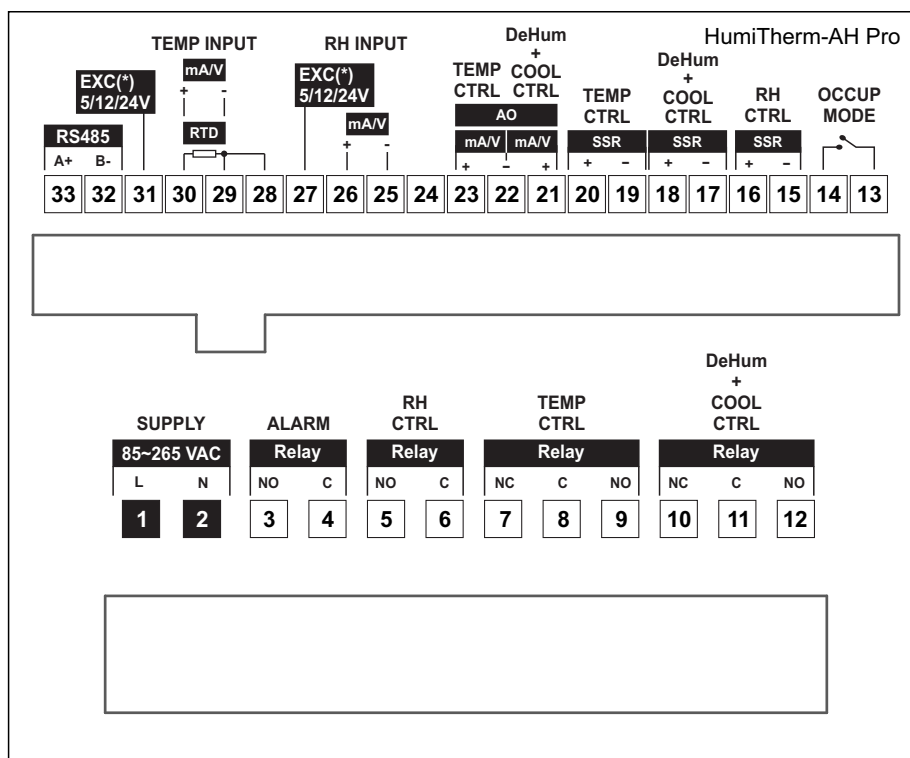 HumiTherm-AH Pro
TEMP INPUT
RH INPUT
DeHum
+
TEMP COOL
CTRL CTRL
TEMP
CTRL
DeHum
+
COOL
CTRL
RH
CTRL
OCCUP
MODE
EXC(*)
5/12/24V
mA/V
+ -
RTD
EXC(*)
5/12/24V
mA/V
+ -
AO
mA/V mA/V
+ − +
SSR
+ −
SSR
+ −
SSR
+ −
RS485
A+ B-
33 32 31 30 29 28 27 26 25 24 23 22 21 20 19 18 17 16 15 14 13
SUPPLY
85~265 VAC
L N
ALARM
Relay
NO C
RH
CTRL
Relay
NO C
TEMP
CTRL
Relay
NC C NO
DeHum
+
COOL
CTRL
Relay
NC C NO
1 2 3 4 5 6 7 8 9 10 11 12